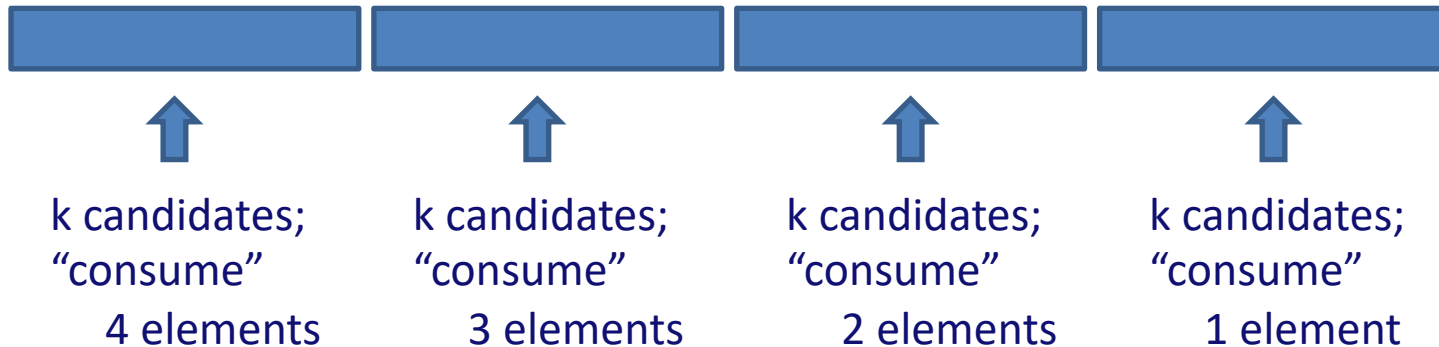 k candidates;
“consume”
4 elements
k candidates;
“consume”
3 elements
k candidates;
“consume”
2 elements
k candidates;
“consume”
1 element